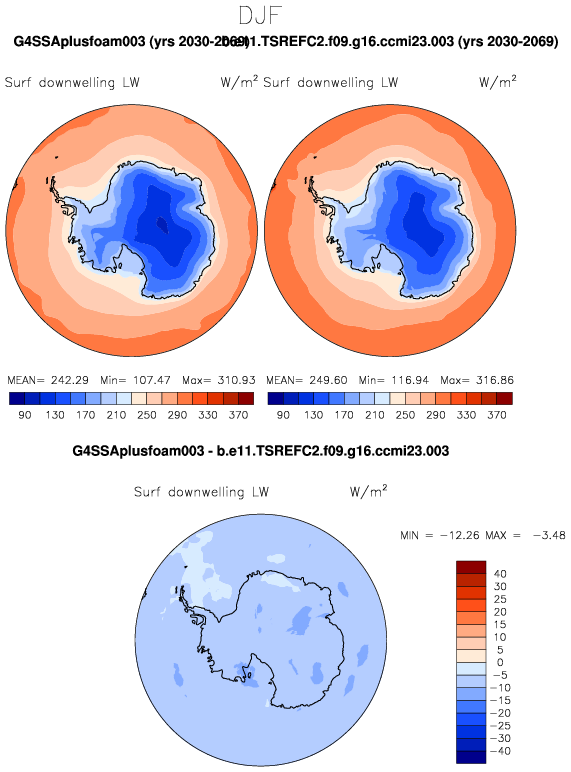 DJF
G4SSAplusfoam003 (yrs 2030-2069) b.e11.TSREFC2.f09.g16.ccmi23.003 (yrs 2030-2069)
Surf downwelling LW W/m² Surf downwelling LW W/m²
MEAN= 242.29 Min= 107.47 Max= 310.93 MEAN= 249.60 Min= 116.94 Max= 316.86
90 130 170 210 250 290 330 370 90 130 170 210 250 290 330 370
G4SSAplusfoam003 - b.e11.TSREFC2.f09.g16.ccmi23.003
Surf downwelling LW W/m²
MIN = −12.26 MAX = −3.48
40
30
25
20
15
10
5
0
−5
−10
−15
−20
−25
−30
−40